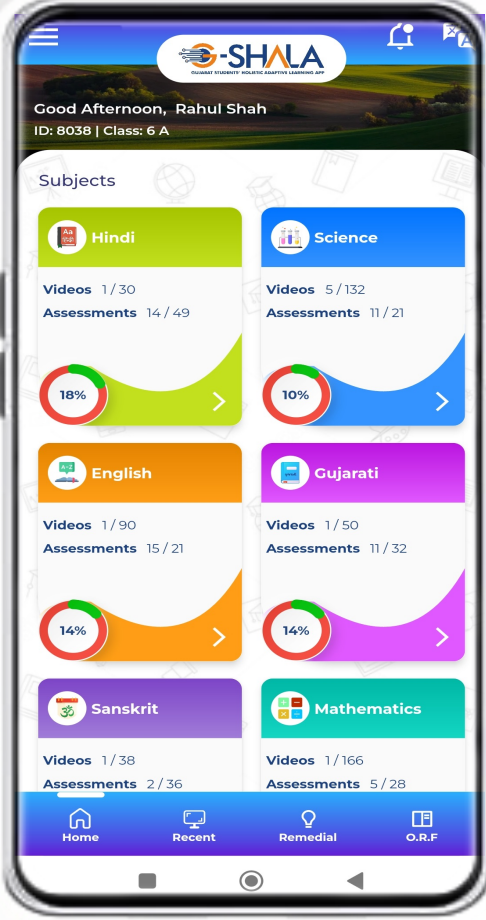 G-SHALA
GUJARAT STUDENTS' HOLISTIC ADAPTIVE LEARNING APP
Good Afternoon, Rahul Shah
ID: 8038 | Class: 6 A
Subjects
Hindi
Videos 1 / 30
Assessments 14 / 49
18%
Science
Videos 5 / 132
Assessments 11 / 21
10%
English
Videos 1 / 90
Assessments 15 / 21
14%
Gujarati
Videos 1 / 50
Assessments 11 / 32
14%
Sanskrit
Videos 1 / 38
Assessments 2 / 36
Mathematics
Videos 1 / 166
Assessments 5 / 28
Home
Recent
Remedial
O.R.F